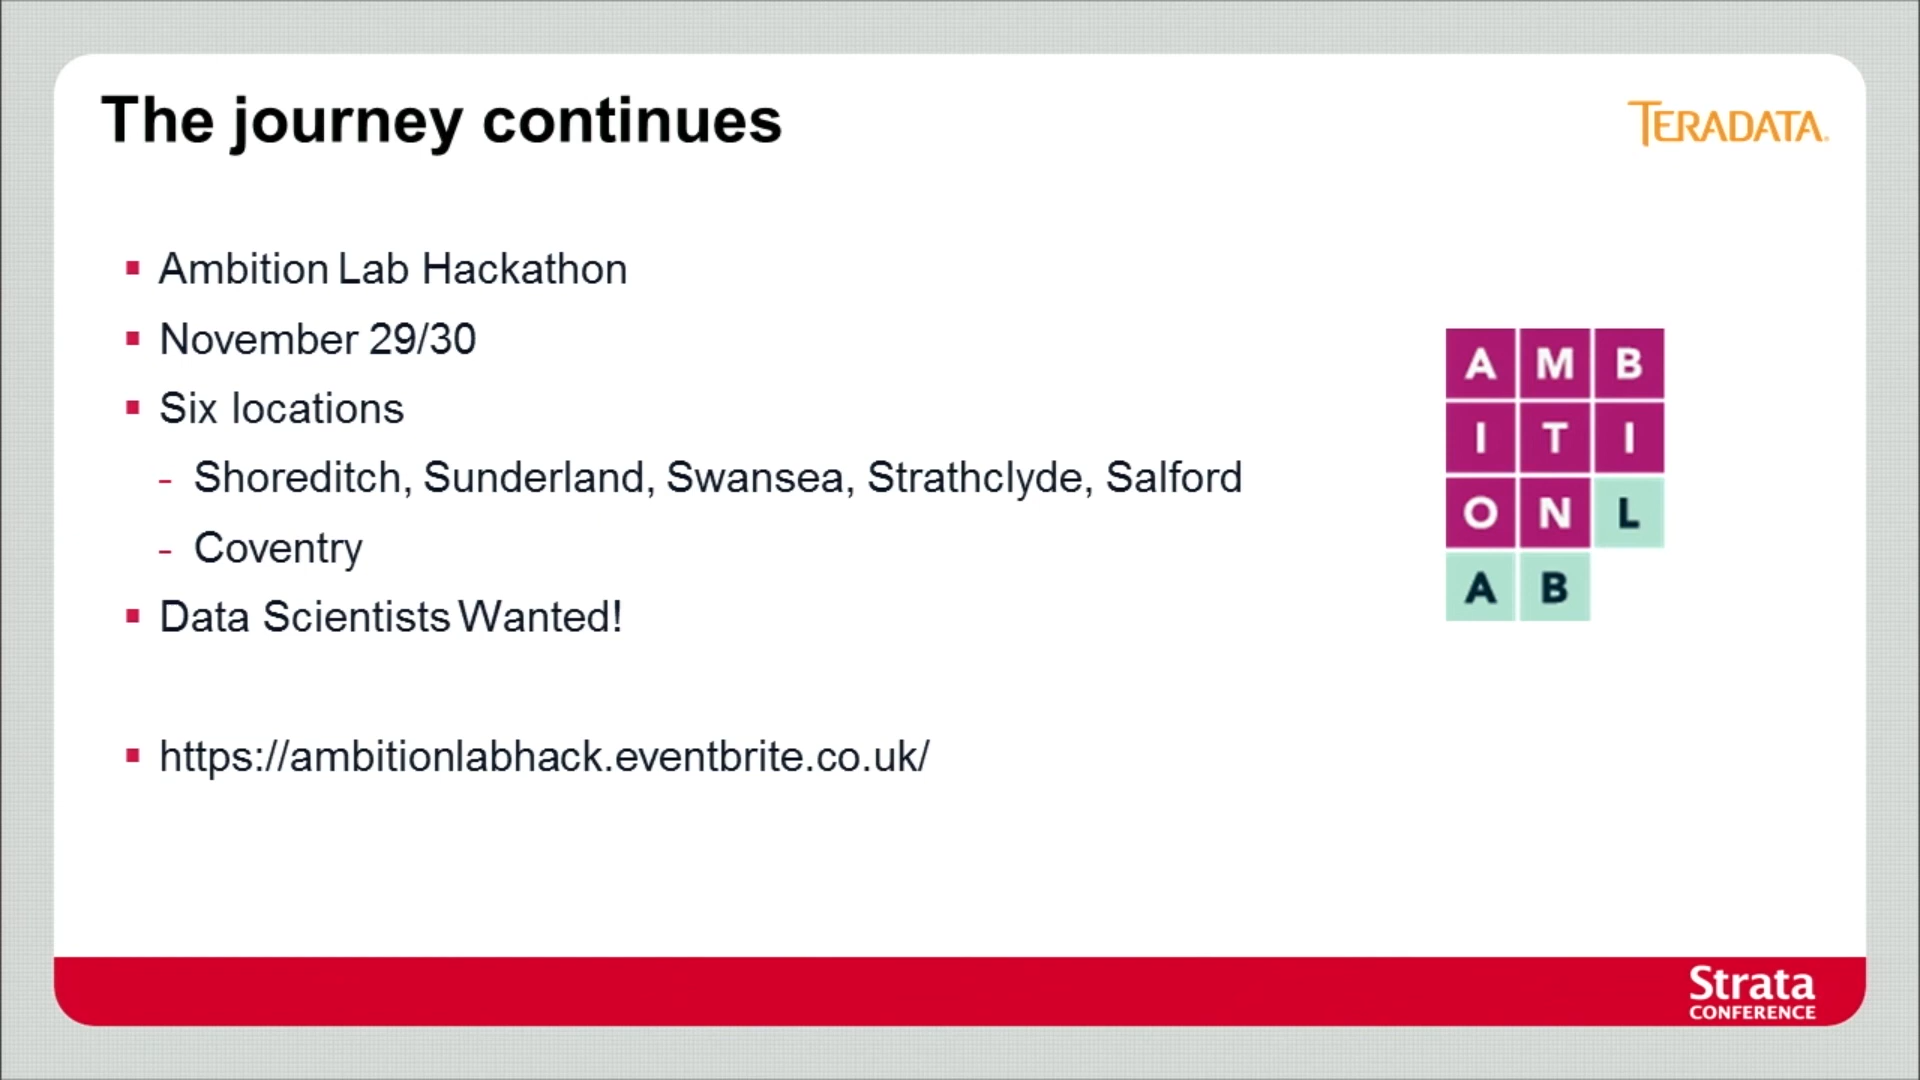 The journey continues
TERADATA
Ambition Lab Hackathon
November 29/30
Six locations
- Shoreditch, Sunderland, Swansea, Strathclyde, Salford
- Coventry
Data Scientists Wanted!
https://ambitionlabhack.eventbrite.co.uk/
A M B
I T I
O N L
A B
Strata
CONFERENCE